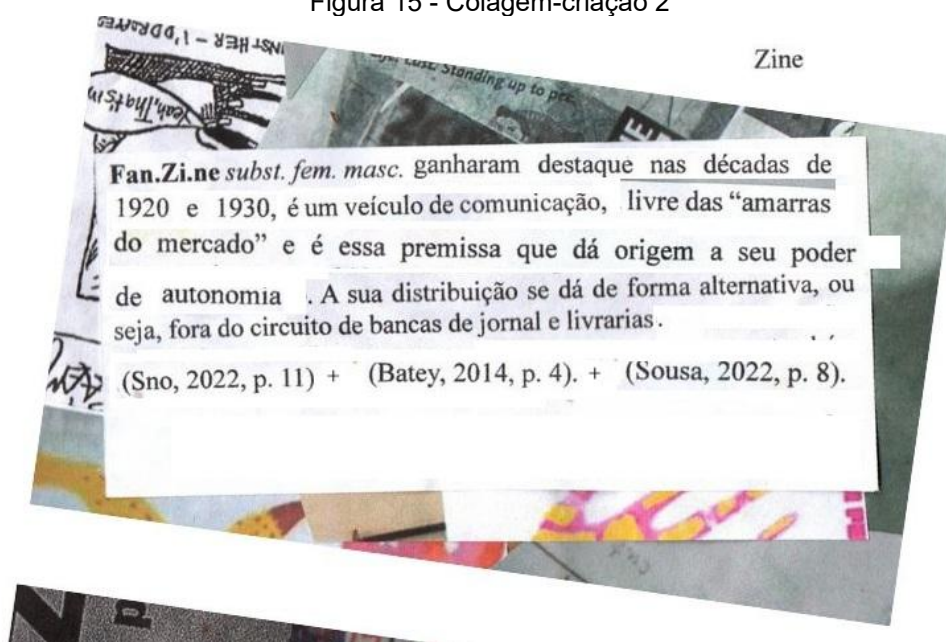 Figura 15 - Colagem-criação 2
Zine
Yeah, That's m
Standing up to
Fan.Zi.ne subst. fem. masc. ganharam destaque nas décadas de
1920 e 1930, é um veículo de comunicação, livre das “amarras
do mercado” e é essa premissa que dá origem a seu poder
de autonomia . A sua distribuição se dá de forma alternativa, ou
seja, fora do circuito de bancas de jornal e livrarias.
(Sno, 2022, p. 11) + (Batey, 2014, p. 4). + (Sousa, 2022, p. 8).